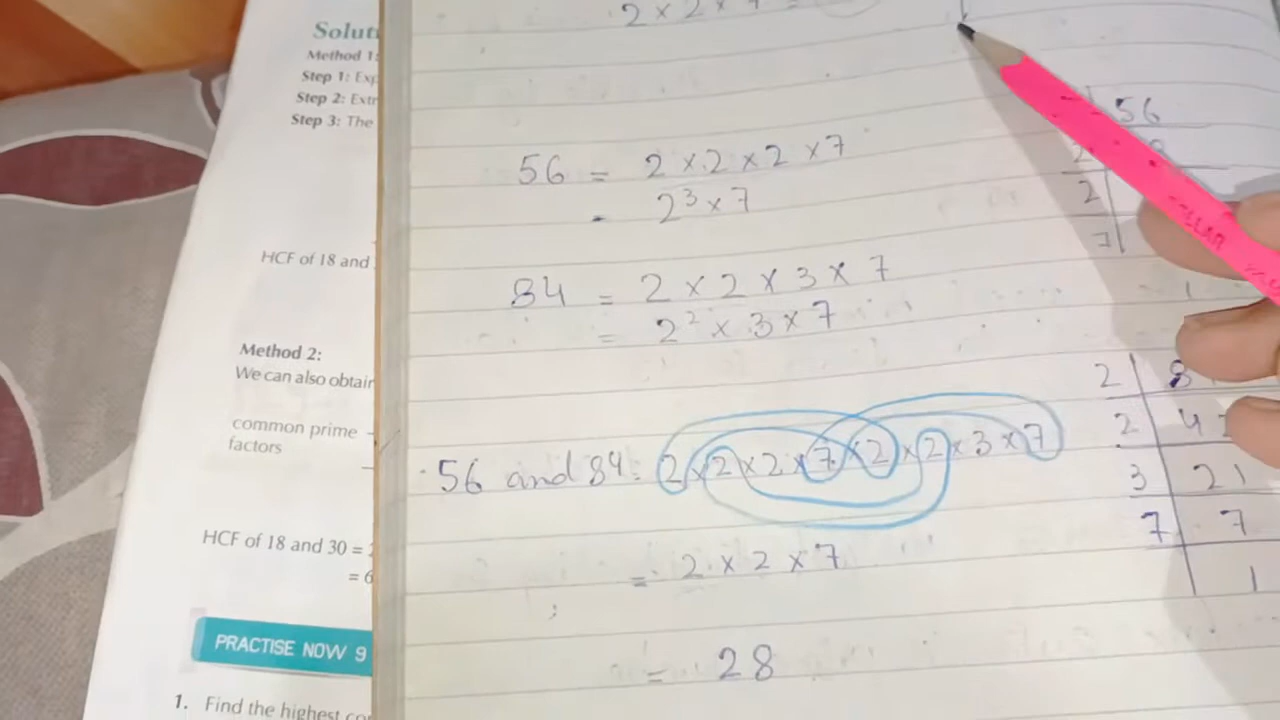 2 × 2 ×
Method 1:
Step 1:
Step 2:
Step 3: The
HCF of 18 and
Method 2:
We can also obtain
common prime
factors
HCF of 18 and 30 =
= 6
PRACTISE NOW 9
1. Find the highest
56 = 2 × 2 × 2 × 7
2³ × 7
84 = 2 × 2 × 3 × 7
= 2² × 3 × 7
56 and 84: 2 × 2 × 2 × 7 × 2 × 2 × 3 × 7
= 2 × 2 × 7
= 28
56
2
2
7
2 8
2 4
3 21
7 7
1